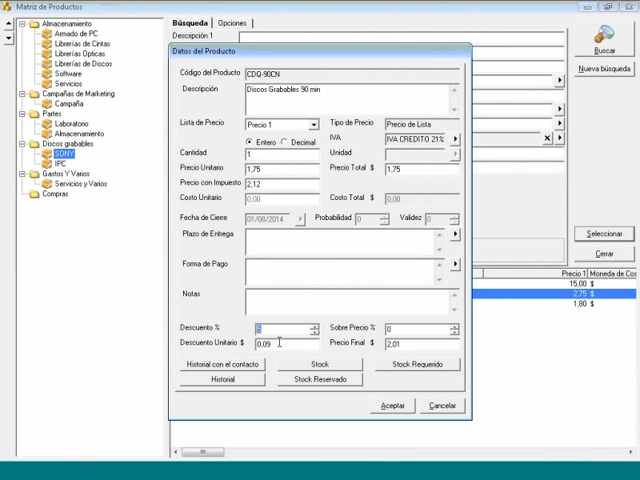 Matriz de Productos
Almacenamiento
Armado de PC
Librerías de Cintas
Librerías Opticas
Librerías de Discos
Software
Servicios
Campañas de Marketing
Campaña
Partes
Laboratorio
Almacenamiento
Discos grabables
SONY
IPC
Gastos Y Varios
Servicios y Varios
Compras
Búsqueda Opciones
Descripción 1
Buscar
Nueva búsqueda
Seleccionar
Cerrar
Precio 1 Moneda de Cos
15,00 $
2,75 $
1,80 $
Datos del Producto
Código del Producto CDQ-90CN
Descripción Discos Grabables 90 min
Lista de Precio Precio 1 Tipo de Precio Precio de Lista
Entero Decimal IVA IVA CREDITO 21%
Cantidad 1 Unidad
Precio Unitario 1,75 Precio Total $ 1,75
Precio con Impuesto 2,12
Costo Unitario 0,00 Costo Total $ 0,00
Fecha de Cierre 01/08/2014 Probabilidad 0 Validez 0
Plazo de Entrega
Forma de Pago
Notas
Descuento % 5 Sobre Precio % 0
Descuento Unitario $ 0,09 Precio Final $ 2,01
Historial con el contacto Stock Stock Requerido
Historial Stock Reservado
Aceptar Cancelar